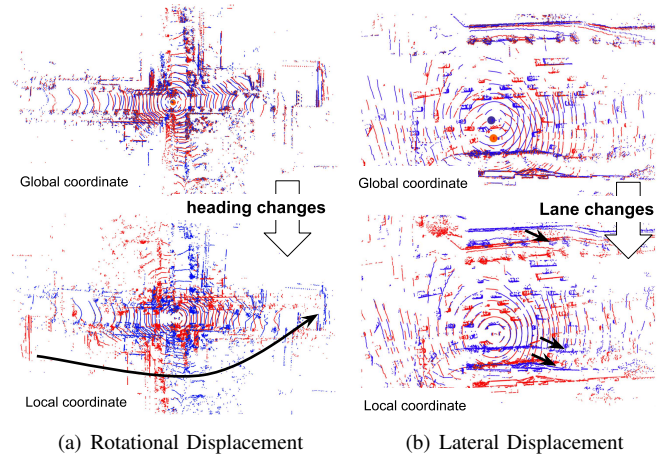 Global coordinate
heading changes
Local coordinate
(a) Rotational Displacement
Global coordinate
Lane changes
Local coordinate
(b) Lateral Displacement